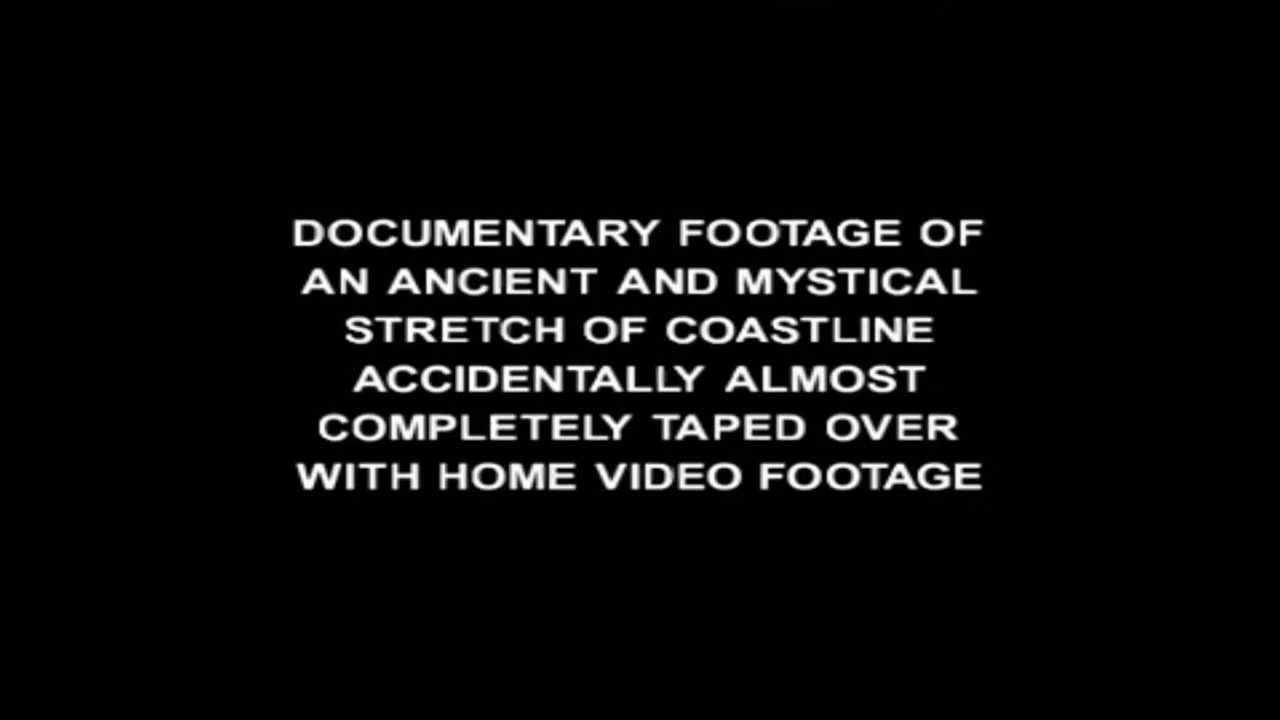 DOCUMENTARY FOOTAGE OF
AN ANCIENT AND MYSTICAL
STRETCH OF COASTLINE
ACCIDENTALLY ALMOST
COMPLETELY TAPED OVER
WITH HOME VIDEO FOOTAGE